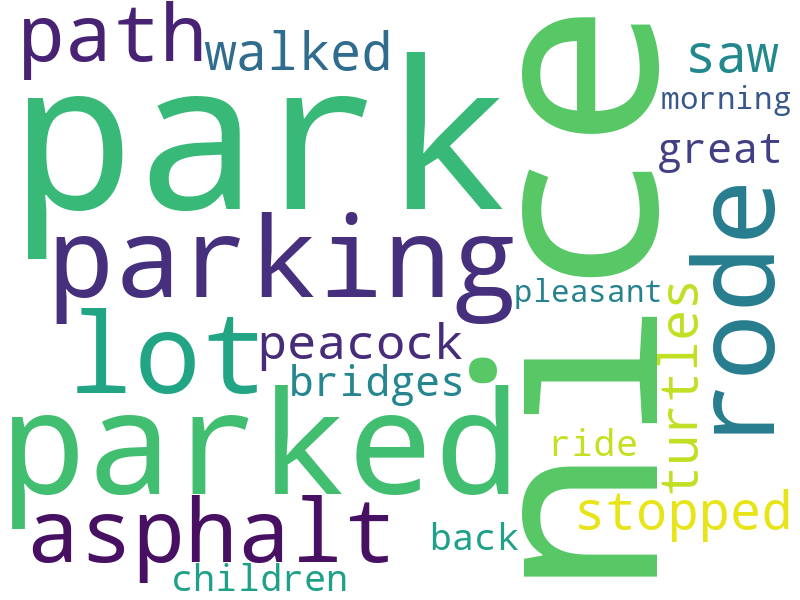 path
walked
park
nice
saw
morning
great
rode
parking
pleasant
lot
peacock
bridges
turtles
parked
ride
stopped
asphalt
back
children